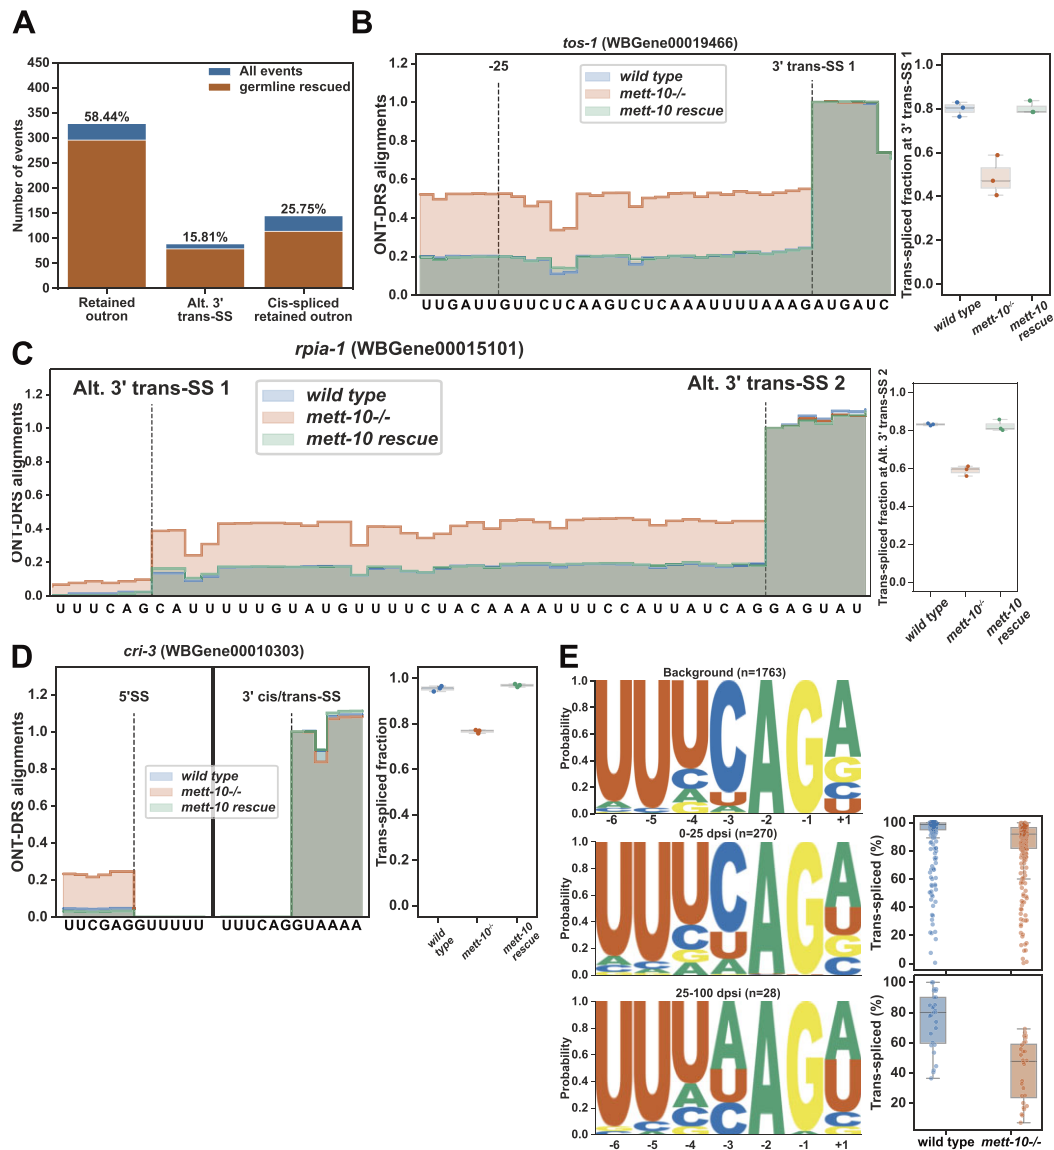 A
450
400
350
300
250
200
150
100
50
0
Number of events
All events
germline rescued
58.44%
15.81%
25.75%
Retained outron
Alt. 3' trans-SS
Cis-spliced retained outron
B
tos-1 (WBGene00019466)
-25
3' trans-SS 1
wild type
mett-10-/-
mett-10 rescue
ONT-DRS alignments
1.2
1.0
0.8
0.6
0.4
0.2
0.0
U U G A U U G U U C U C A A G U C U C A A A U U U U A A A G A U G A U C
Trans-spliced fraction at 3' trans-SS 1
1.0
0.8
0.6
0.4
0.2
0.0
wild type
mett-10-/-
mett-10 rescue
C
rpia-1 (WBGene00015101)
Alt. 3' trans-SS 1
Alt. 3' trans-SS 2
wild type
mett-10-/-
mett-10 rescue
ONT-DRS alignments
1.2
1.0
0.8
0.6
0.4
0.2
0.0
U U U C A G C A U U U U U G U A U G U U U C U A C A A A A U U U C C A U U A U C A G G A G U A U
Trans-spliced fraction at Alt. 3' trans-SS 2
1.0
0.8
0.6
0.4
0.2
0.0
wild type
mett-10-/-
mett-10 rescue
D
cri-3 (WBGene00010303)
5'SS
3' cis/trans-SS
wild type
mett-10-/-
mett-10 rescue
ONT-DRS alignments
1.2
1.0
0.8
0.6
0.4
0.2
0.0
UUCGAGGUUUUU
UUUCAGGUAAAA
Trans-spliced fraction
1.0
0.8
0.6
0.4
0.2
0.0
wild type
mett-10-/-
mett-10 rescue
E
Background (n=1763)
Probability
1.0
0.8
0.6
0.4
0.2
0.0
U A C
U C
U C A G
C U A
A
G
A G C U
-6 -5 -4 -3 -2 -1 +1
0-25 dpsi (n=270)
Probability
1.0
0.8
0.6
0.4
0.2
0.0
U A C
U C A
U C G A
C U A
A
G
A U G C
-6 -5 -4 -3 -2 -1 +1
25-100 dpsi (n=28)
Probability
1.0
0.8
0.6
0.4
0.2
0.0
U G C
U C G
U A C G
A U C
A
G
A U C G
-6 -5 -4 -3 -2 -1 +1
Trans-spliced (%)
100
80
60
40
20
0
Trans-spliced (%)
100
80
60
40
20
wild type
mett-10-/-